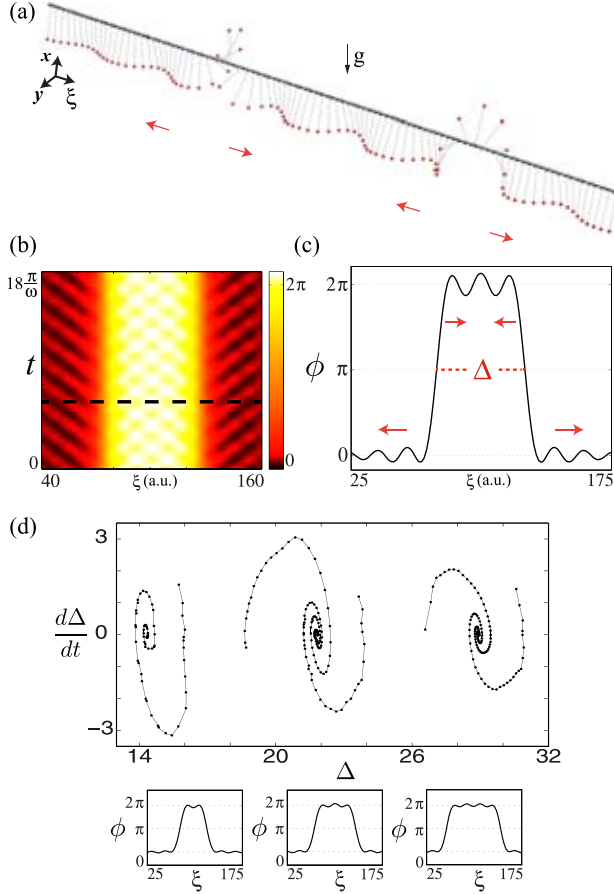 (a)
g
x
y ξ
(b)
18 π/ω
t
0
40 ξ (a.u.) 160
2π
0
(c)
2π
ϕ π
Δ
0
25 ξ (a.u.) 175
(d)
3
dΔ/dt 0
-3
14 20 26 32
Δ
2π 2π 2π
ϕ π ϕ π ϕ π
0 0 0
25 175 25 175 25 175
ξ ξ ξ